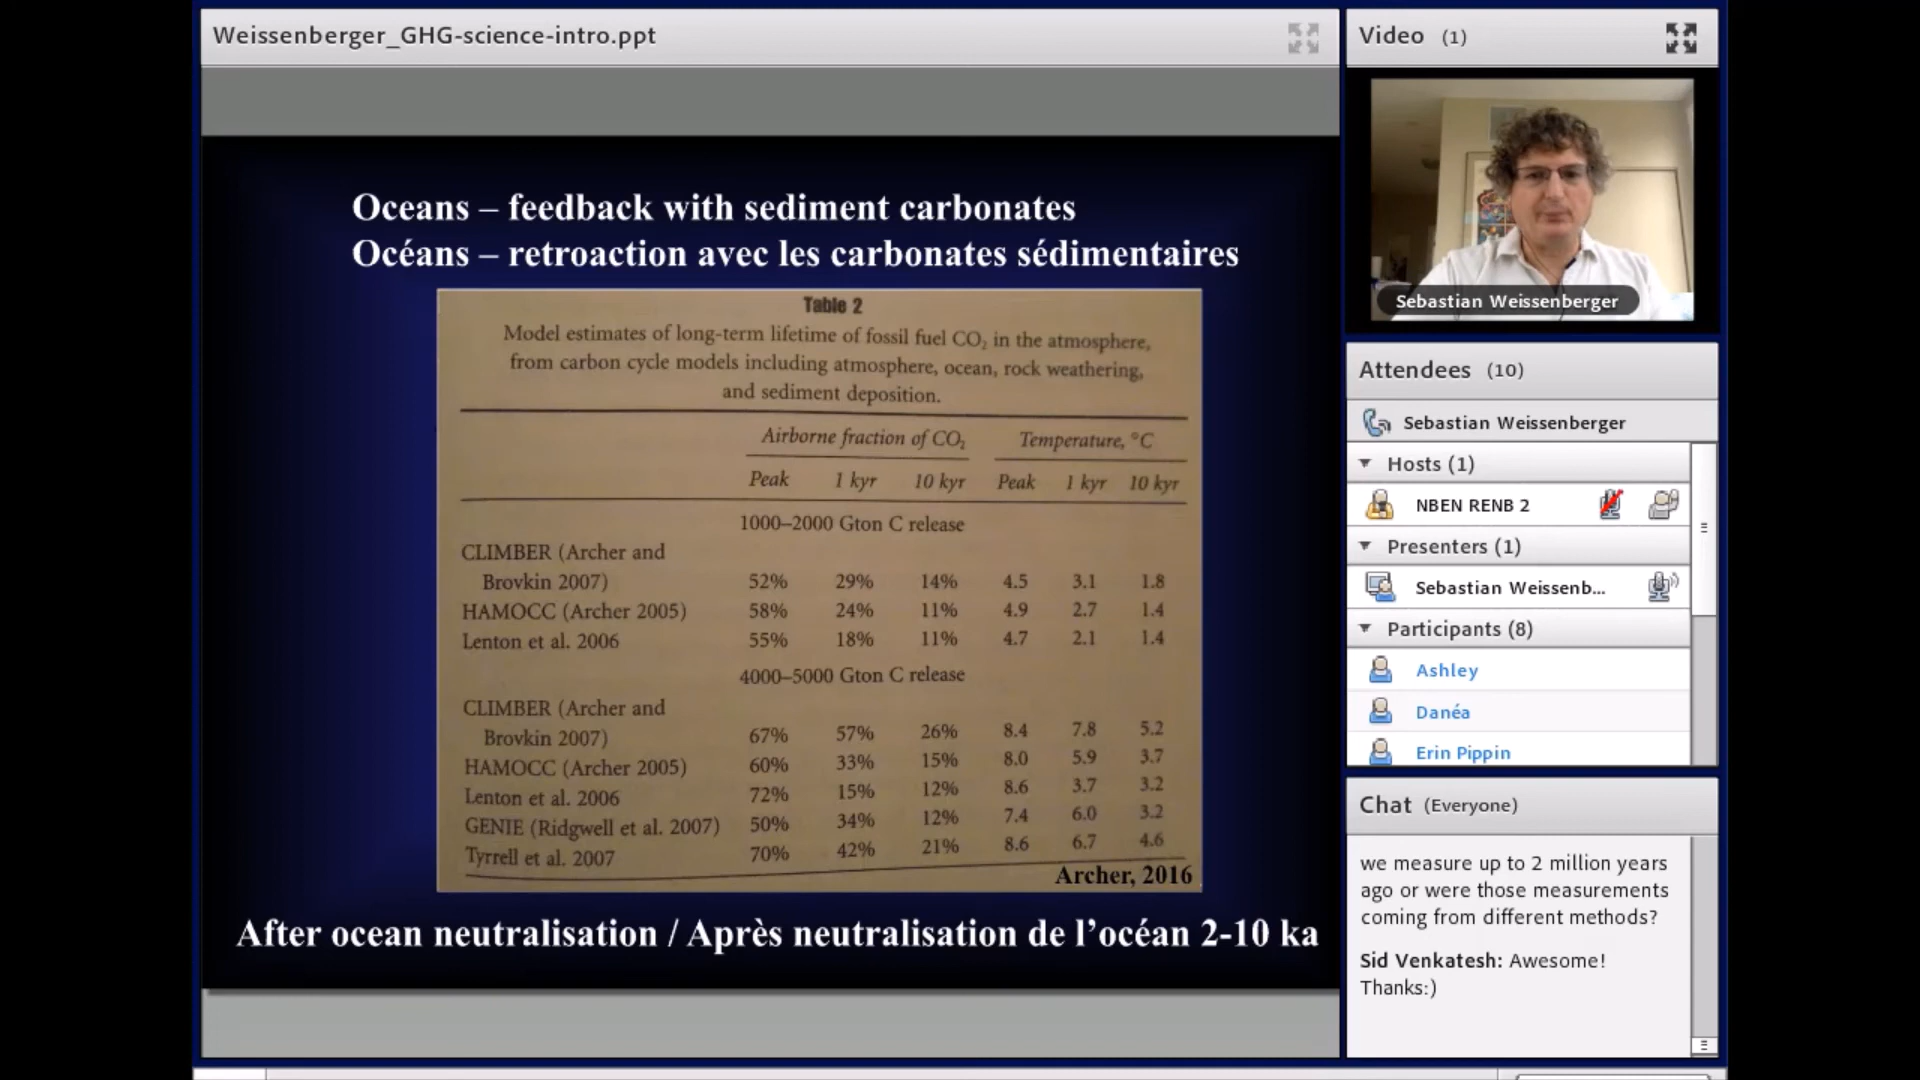 Weissenberger_GHG-science-intro.ppt
Oceans – feedback with sediment carbonates
Océans – retroaction avec les carbonates sédimentaires
Table 2
Model estimates of long-term lifetime of fossil fuel CO₂ in the atmosphere,
from carbon cycle models including atmosphere, ocean, rock weathering,
and sediment deposition.
Airborne fraction of CO₂ Temperature, °C
Peak 1 kyr 10 kyr Peak 1 kyr 10 kyr
1000–2000 Gton C release
CLIMBER (Archer and
Brovkin 2007) 52% 29% 14% 4.5 3.1 1.8
HAMOCC (Archer 2005) 58% 24% 11% 4.9 2.7 1.4
Lenton et al. 2006 55% 18% 11% 4.7 2.1 1.4
4000–5000 Gton C release
CLIMBER (Archer and
Brovkin 2007) 67% 57% 26% 8.4 7.8 5.2
HAMOCC (Archer 2005) 60% 33% 15% 8.0 5.9 3.7
Lenton et al. 2006 72% 15% 12% 8.6 3.7 3.2
GENIE (Ridgwell et al. 2007) 50% 34% 12% 7.4 6.0 3.2
Tyrrell et al. 2007 70% 42% 21% 8.6 6.7 4.6
Archer, 2016
After ocean neutralisation / Après neutralisation de l’océan 2-10 ka
Video (1)
Sebastian Weissenberger
Attendees (10)
Sebastian Weissenberger
Hosts (1)
NBEN RENB 2
Presenters (1)
Sebastian Weissenb...
Participants (8)
Ashley
Danéa
Erin Pippin
Chat (Everyone)
we measure up to 2 million years
ago or were those measurements
coming from different methods?
Sid Venkatesh: Awesome!
Thanks:)